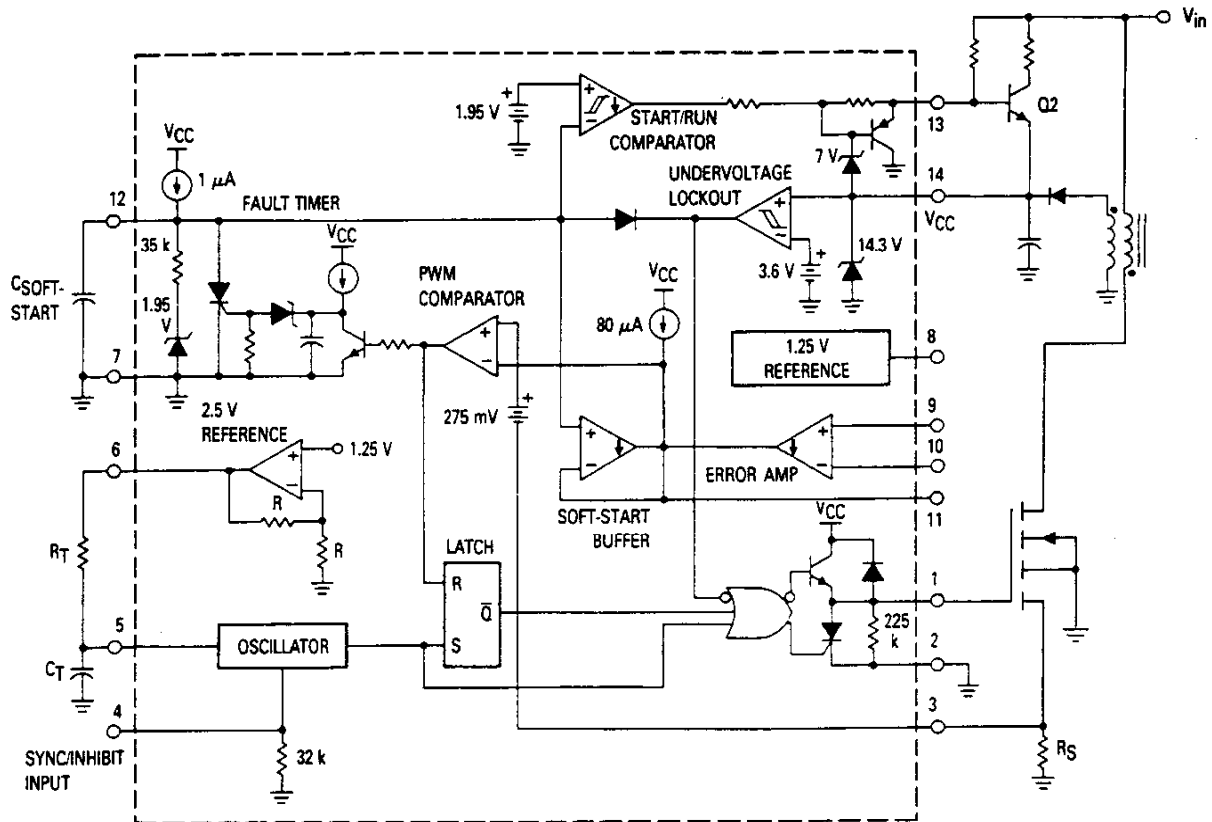 Vin
Q2
13
1.95 V
+
+
−
START/RUN
COMPARATOR
7 V
UNDERVOLTAGE
LOCKOUT
14
VCC
+
−
14.3 V
3.6 V
+
VCC
1 μA
12
FAULT TIMER
35 k
CSOFT-
START
1.95
V
7
VCC
PWM
COMPARATOR
+
−
VCC
80 μA
275 mV
+
8
1.25 V
REFERENCE
2.5 V
REFERENCE
6
+
1.25 V
−
R
R
+
−
SOFT-START
BUFFER
+
−
ERROR AMP
9
10
11
RT
5
CT
OSCILLATOR
LATCH
R
Q̅
S
VCC
1
225
k
2
4
SYNC/INHIBIT
INPUT
32 k
3
RS